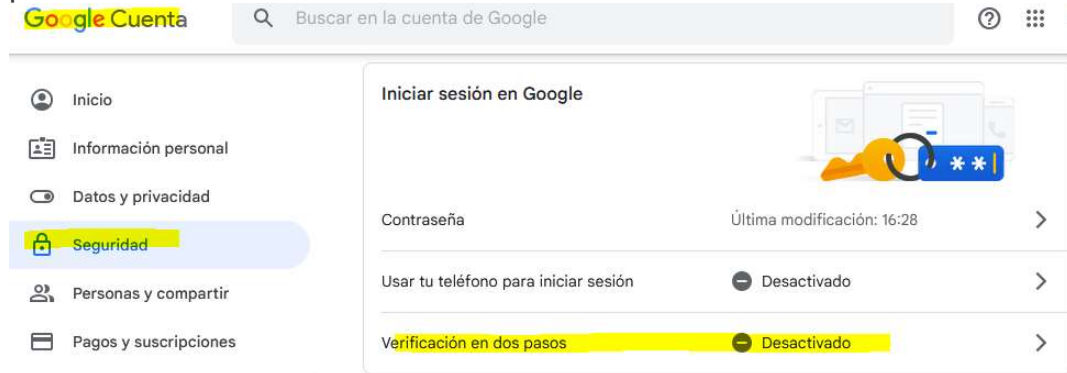 Google Cuenta
Buscar en la cuenta de Google
Inicio
Información personal
Datos y privacidad
Seguridad
Personas y compartir
Pagos y suscripciones
Iniciar sesión en Google
**
Contraseña Última modificación: 16:28
Usar tu teléfono para iniciar sesión Desactivado
Verificación en dos pasos Desactivado